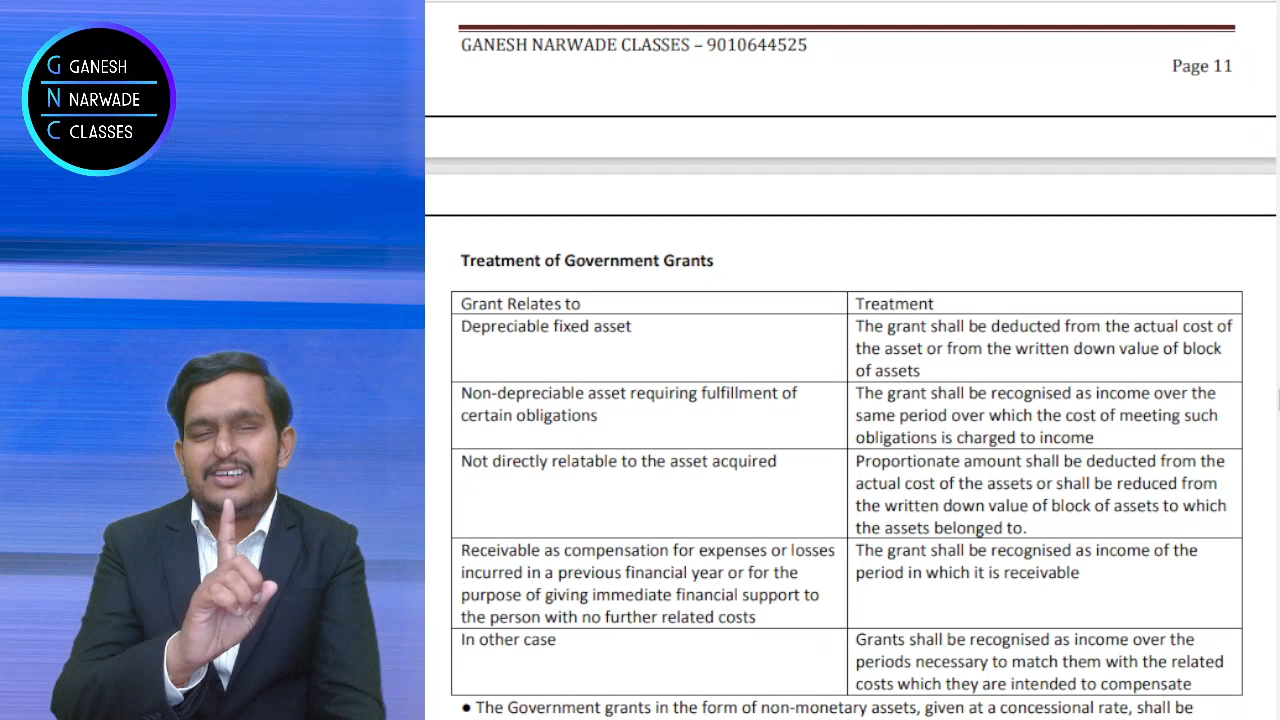 G GANESH
N NARWADE
C CLASSES
GANESH NARWADE CLASSES – 9010644525
Page 11
Treatment of Government Grants
Grant Relates to
Treatment
Depreciable fixed asset
The grant shall be deducted from the actual cost of
the asset or from the written down value of block
of assets
Non-depreciable asset requiring fulfillment of
certain obligations
The grant shall be recognised as income over the
same period over which the cost of meeting such
obligations is charged to income
Not directly relatable to the asset acquired
Proportionate amount shall be deducted from the
actual cost of the assets or shall be reduced from
the written down value of block of assets to which
the assets belonged to.
Receivable as compensation for expenses or losses
incurred in a previous financial year or for the
purpose of giving immediate financial support to
the person with no further related costs
The grant shall be recognised as income of the
period in which it is receivable
In other case
Grants shall be recognised as income over the
periods necessary to match them with the related
costs which they are intended to compensate
● The Government grants in the form of non-monetary assets, given at a concessional rate, shall be